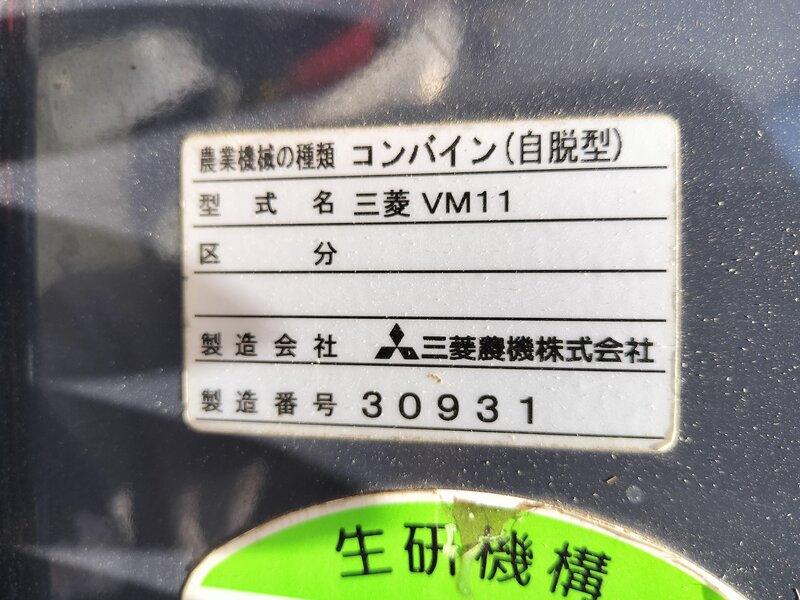 農業機械の種類 コンバイン(自脱型)
型式名 三菱 VM11
区分
製造会社 三菱農機株式会社
製造番号 30931
生研機構